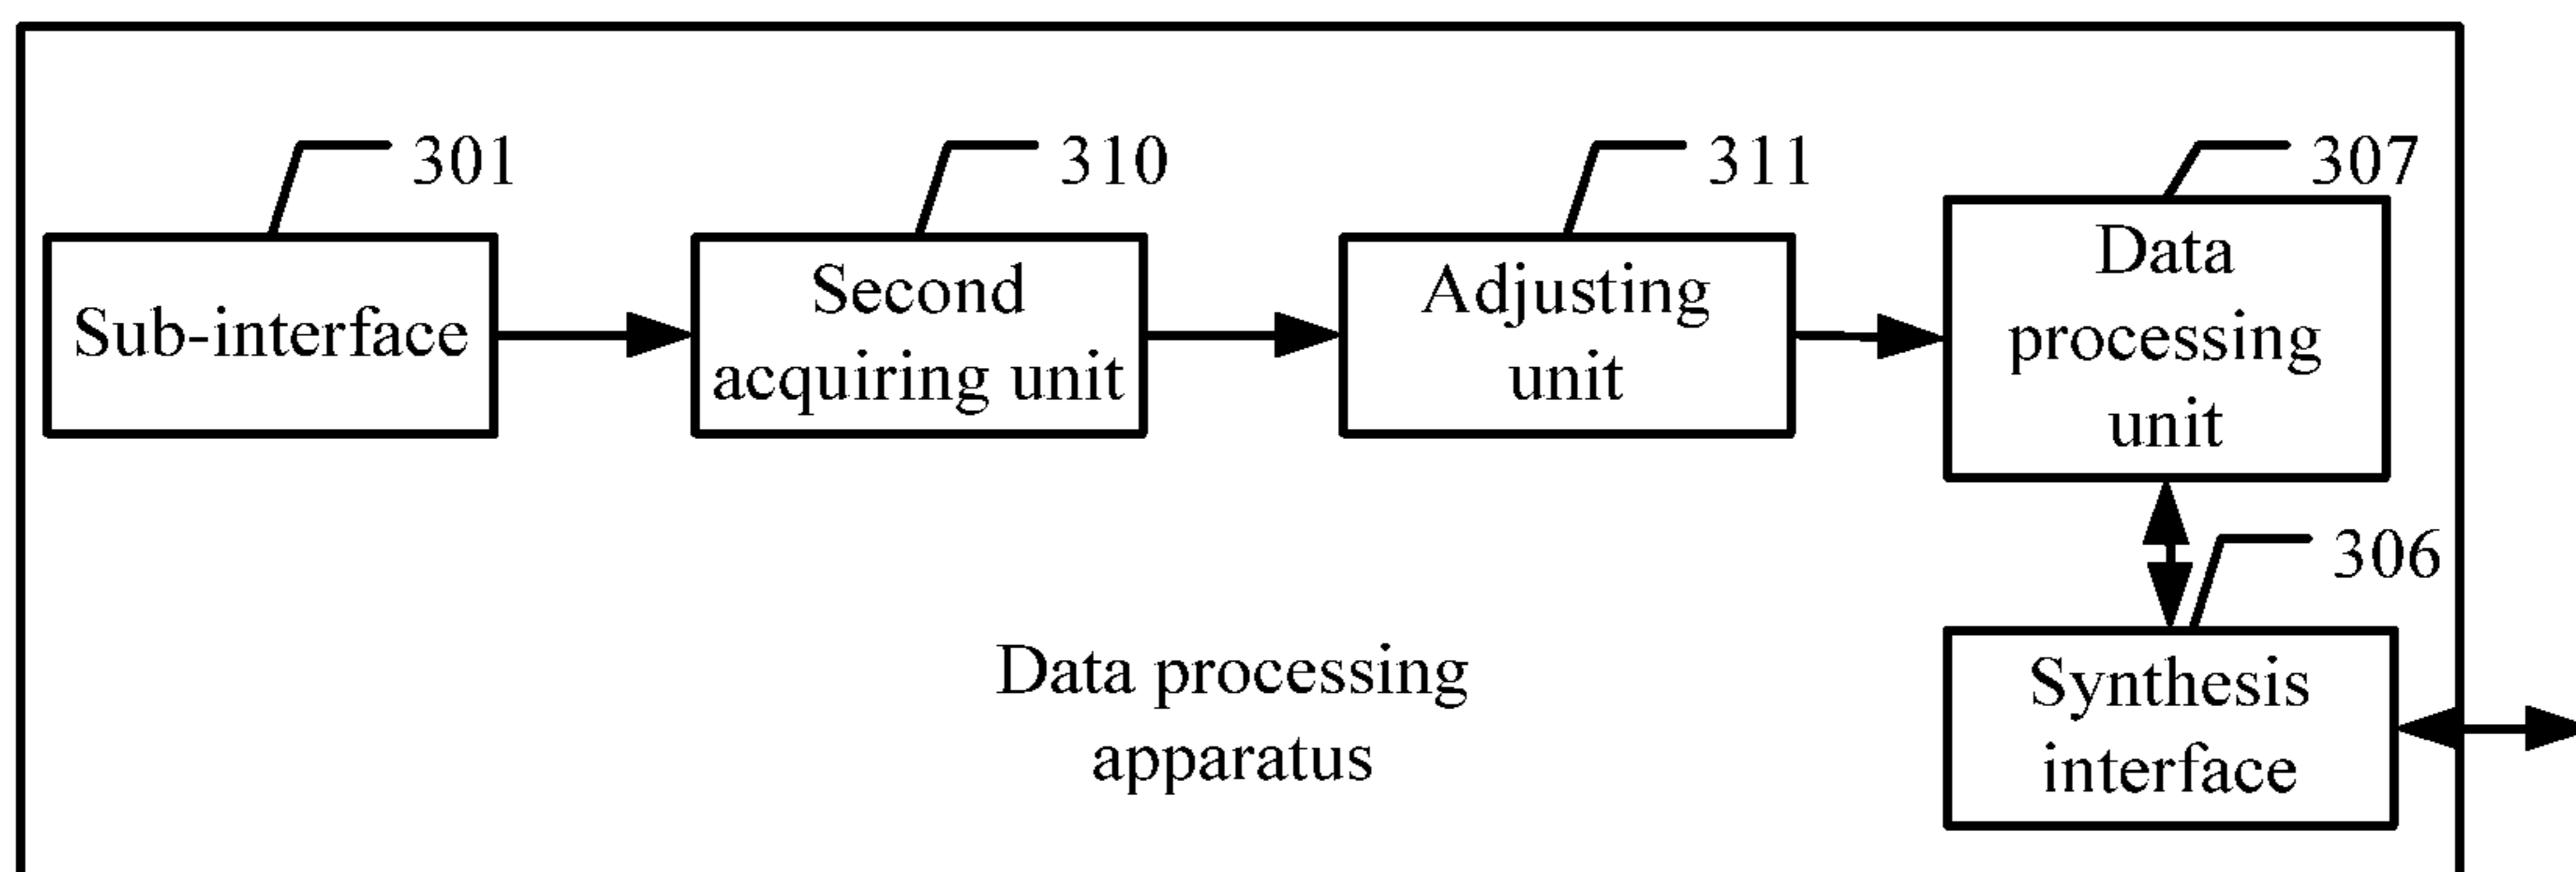 301
310
311
307
Sub-interface
Second
acquiring unit
Adjusting
unit
Data
processing
unit
306
Synthesis
interface
Data processing
apparatus